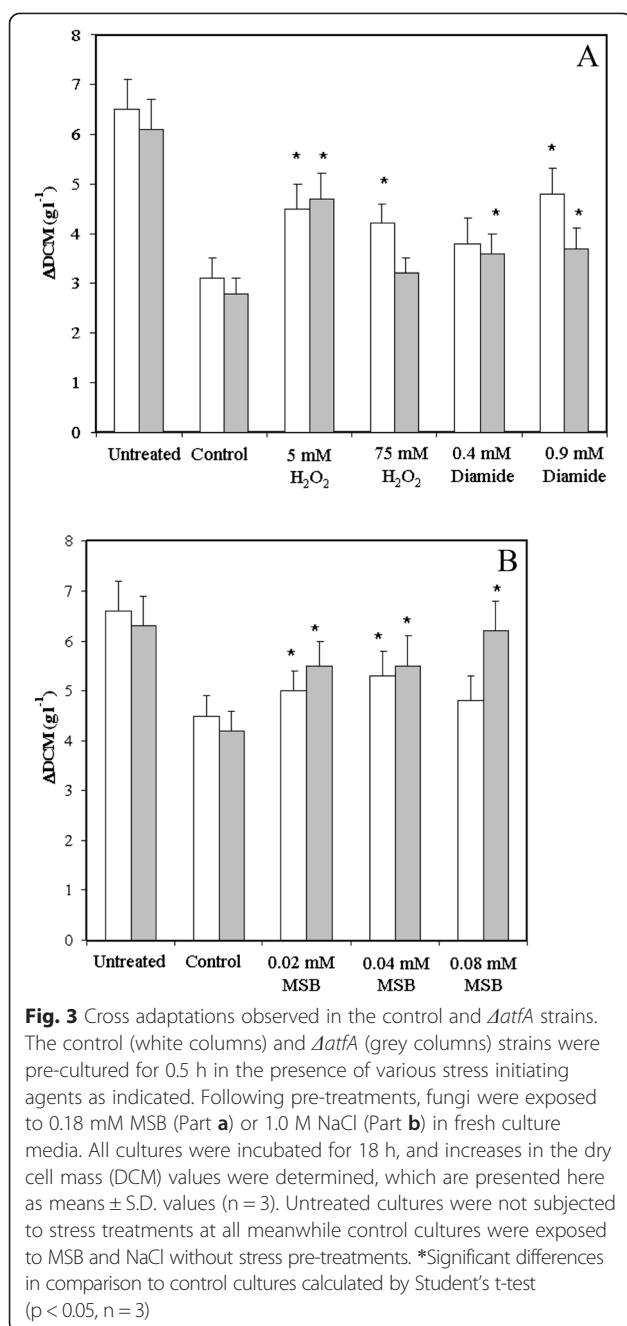 A
8
7
6
5
4
3
2
1
0
ΔDCM (gl⁻¹)
* * * * * *
Untreated Control 5 mM 75 mM 0.4 mM 0.9 mM
H₂O₂ H₂O₂ Diamide Diamide
B
8
7
6
5
4
3
2
1
0
ΔDCM (gl⁻¹)
* * * * *
Untreated Control 0.02 mM 0.04 mM 0.08 mM
MSB MSB MSB
Fig. 3 Cross adaptations observed in the control and ΔatfA strains.
The control (white columns) and ΔatfA (grey columns) strains were
pre-cultured for 0.5 h in the presence of various stress initiating
agents as indicated. Following pre-treatments, fungi were exposed
to 0.18 mM MSB (Part a) or 1.0 M NaCl (Part b) in fresh culture
media. All cultures were incubated for 18 h, and increases in the dry
cell mass (DCM) values were determined, which are presented here
as means ± S.D. values (n = 3). Untreated cultures were not subjected
to stress treatments at all meanwhile control cultures were exposed
to MSB and NaCl without stress pre-treatments. *Significant differences
in comparison to control cultures calculated by Student's t-test
(p < 0.05, n = 3)